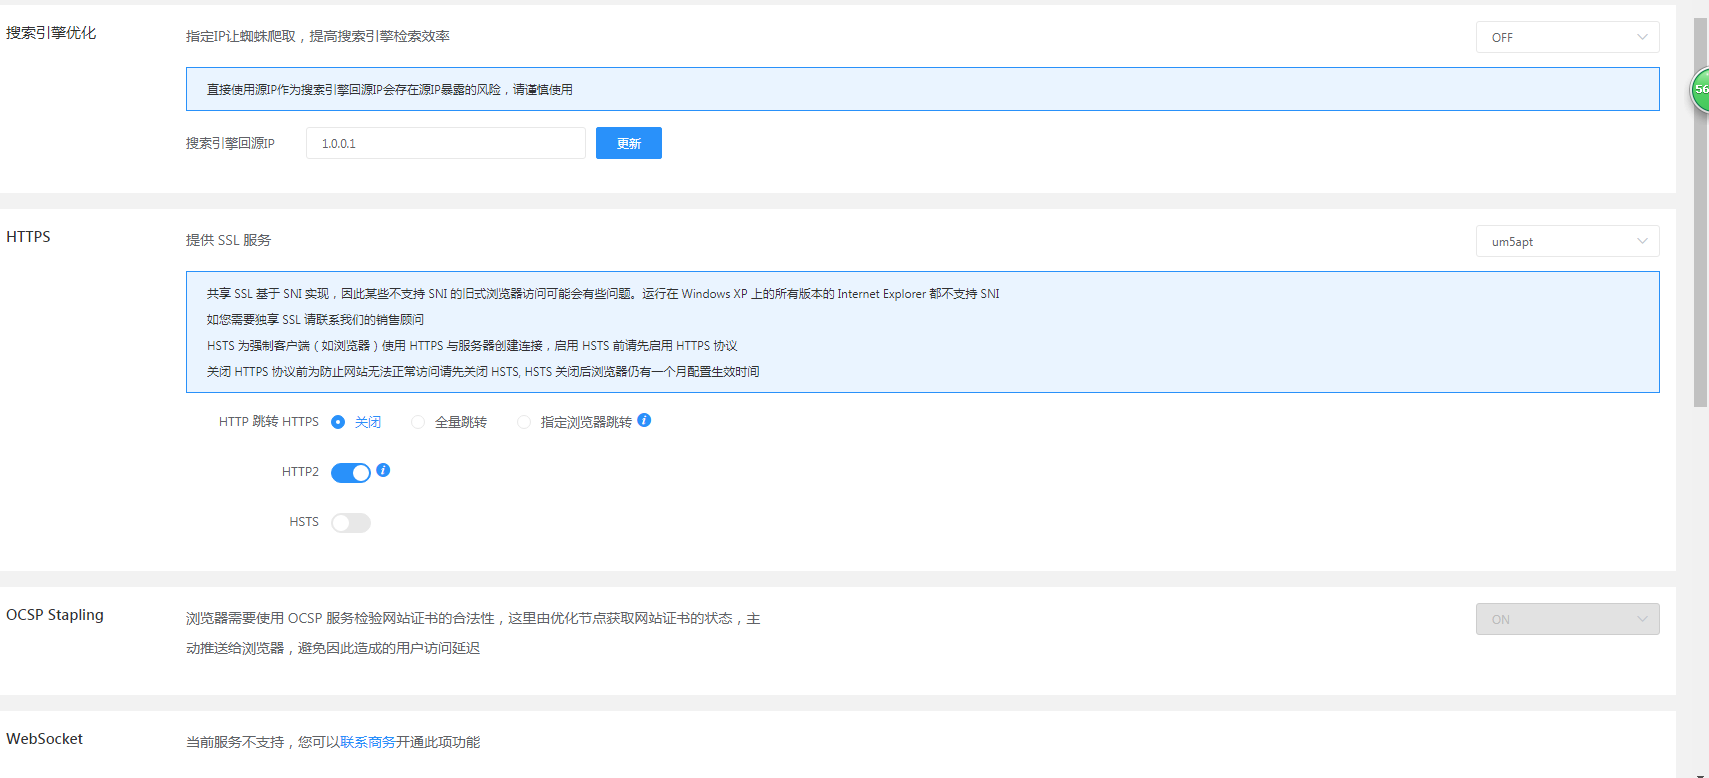 搜索引擎优化
指定IP让蜘蛛爬取，提高搜索引擎检索效率
OFF
直接使用源IP作为搜索引擎回源IP会存在源IP暴露的风险，请谨慎使用
搜索引擎回源IP
1.0.0.1
更新
56
HTTPS
提供 SSL 服务
um5apt
共享 SSL 基于 SNI 实现，因此某些不支持 SNI 的旧式浏览器访问可能会有些问题。运行在 Windows XP 上的所有版本的 Internet Explorer 都不支持 SNI
如您需要独享 SSL 请联系我们的销售顾问
HSTS 为强制客户端（如浏览器）使用 HTTPS 与服务器创建连接，启用 HSTS 前请先启用 HTTPS 协议
关闭 HTTPS 协议前为防止网站无法正常访问请先关闭 HSTS, HSTS 关闭后浏览器仍有一个月配置生效时间
HTTP 跳转 HTTPS 关闭 全量跳转 指定浏览器跳转
HTTP2
HSTS
OCSP Stapling
浏览器需要使用 OCSP 服务检验网站证书的合法性，这里由优化节点获取网站证书的状态，主
动推送给浏览器，避免因此造成的用户访问延迟
ON
WebSocket
当前服务不支持，您可以联系商务开通此项功能